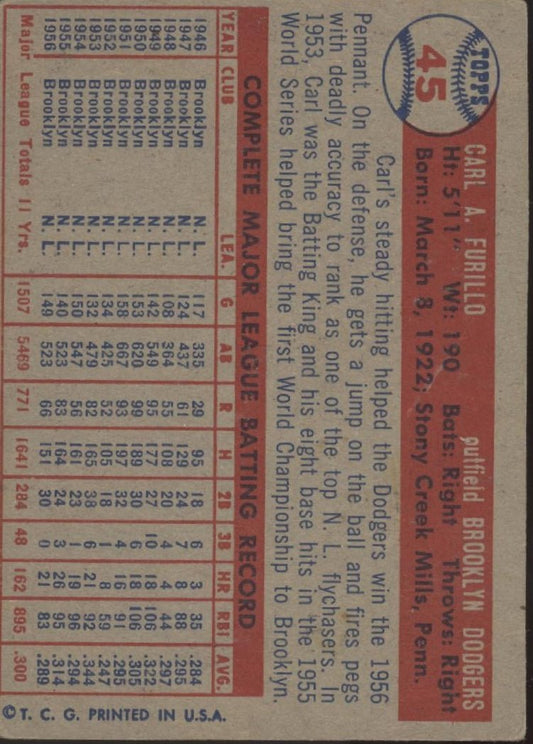 TOPPS
45
CARL A. FURILLO outfield BROOKLYN DODGERS
Ht: 5'11" Wt: 190 Bats: Right Throws: Right
Born: March 8, 1922; Stony Creek Mills, Penn.
Carl's steady hitting helped the Dodgers win the 1956
Pennant. On the defense, he gets a jump on the ball and fires pegs
with deadly accuracy to rank as one of the top N. L. flychasers. In
1953, Carl was the Batting King and his eight base hits in the 1955
World Series helped bring the first World Championship to Brooklyn.
COMPLETE MAJOR LEAGUE BATTING RECORD
YEAR CLUB LEA. G AB R H 2B 3B HR RBI AVG.
1946 Brooklyn N. L. 117 335 29 95 18 6 3 35 .284
1947 Brooklyn N. L. 124 437 61 129 24 7 8 88 .295
1948 Brooklyn N. L. 108 364 55 108 20 4 4 44 .297
1949 Brooklyn N. L. 142 549 95 177 27 10 18 106 .322
1950 Brooklyn N. L. 153 620 99 189 30 6 18 106 .305
1951 Brooklyn N. L. 158 667 93 197 32 4 16 91 .295
1952 Brooklyn N. L. 134 425 52 105 18 1 8 59 .247
1953 Brooklyn N. L. 132 479 82 165 38 6 21 92 .344
1954 Brooklyn N. L. 150 547 56 161 23 1 19 96 .294
1955 Brooklyn N. L. 140 523 83 164 24 3 26 95 .314
1956 Brooklyn N. L. 149 523 66 151 30 0 21 83 .289
Major League Totals 11 Yrs. 1507 5469 771 1641 284 48 162 895 .300
© T. C. G. PRINTED IN U.S.A.